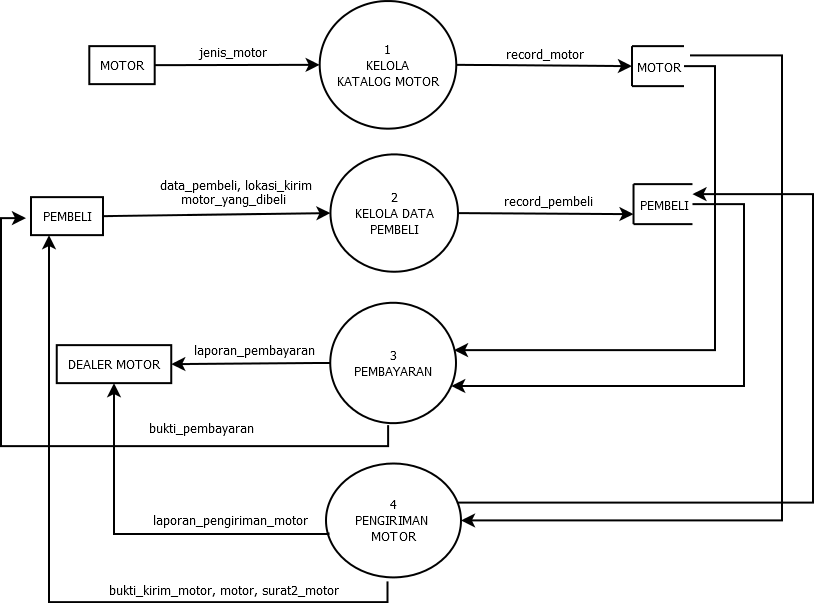 MOTOR
jenis_motor
1
KELOLA
KATALOG MOTOR
record_motor
MOTOR
PEMBELI
data_pembeli, lokasi_kirim
motor_yang_dibeli
2
KELOLA DATA
PEMBELI
record_pembeli
PEMBELI
DEALER MOTOR
laporan_pembayaran
3
PEMBAYARAN
bukti_pembayaran
laporan_pengiriman_motor
4
PENGIRIMAN
MOTOR
bukti_kirim_motor, motor, surat2_motor